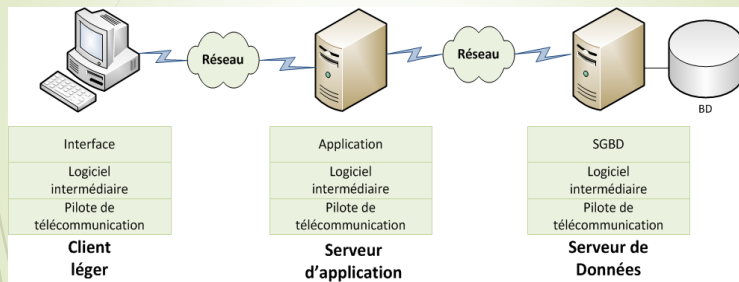 Réseau
Réseau
BD
Interface
Logiciel
intermédiaire
Pilote de
télécommunication
Client
léger
Application
Logiciel
intermédiaire
Pilote de
télécommunication
Serveur
d'application
SGBD
Logiciel
intermédiaire
Pilote de
télécommunication
Serveur de
Données